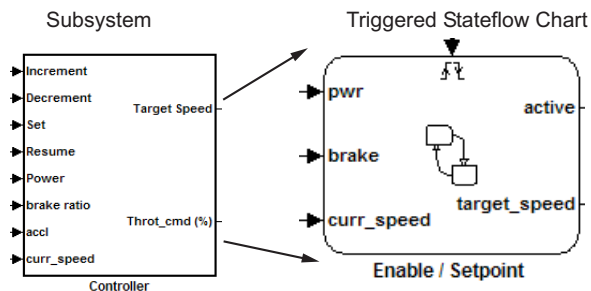 Subsystem
Triggered Stateflow Chart
Increment
Decrement
Set
Resume
Power
brake ratio
accl
curr_speed
Target Speed
Throt_cmd (%)
Controller
pwr
brake
curr_speed
active
target_speed
Enable / Setpoint